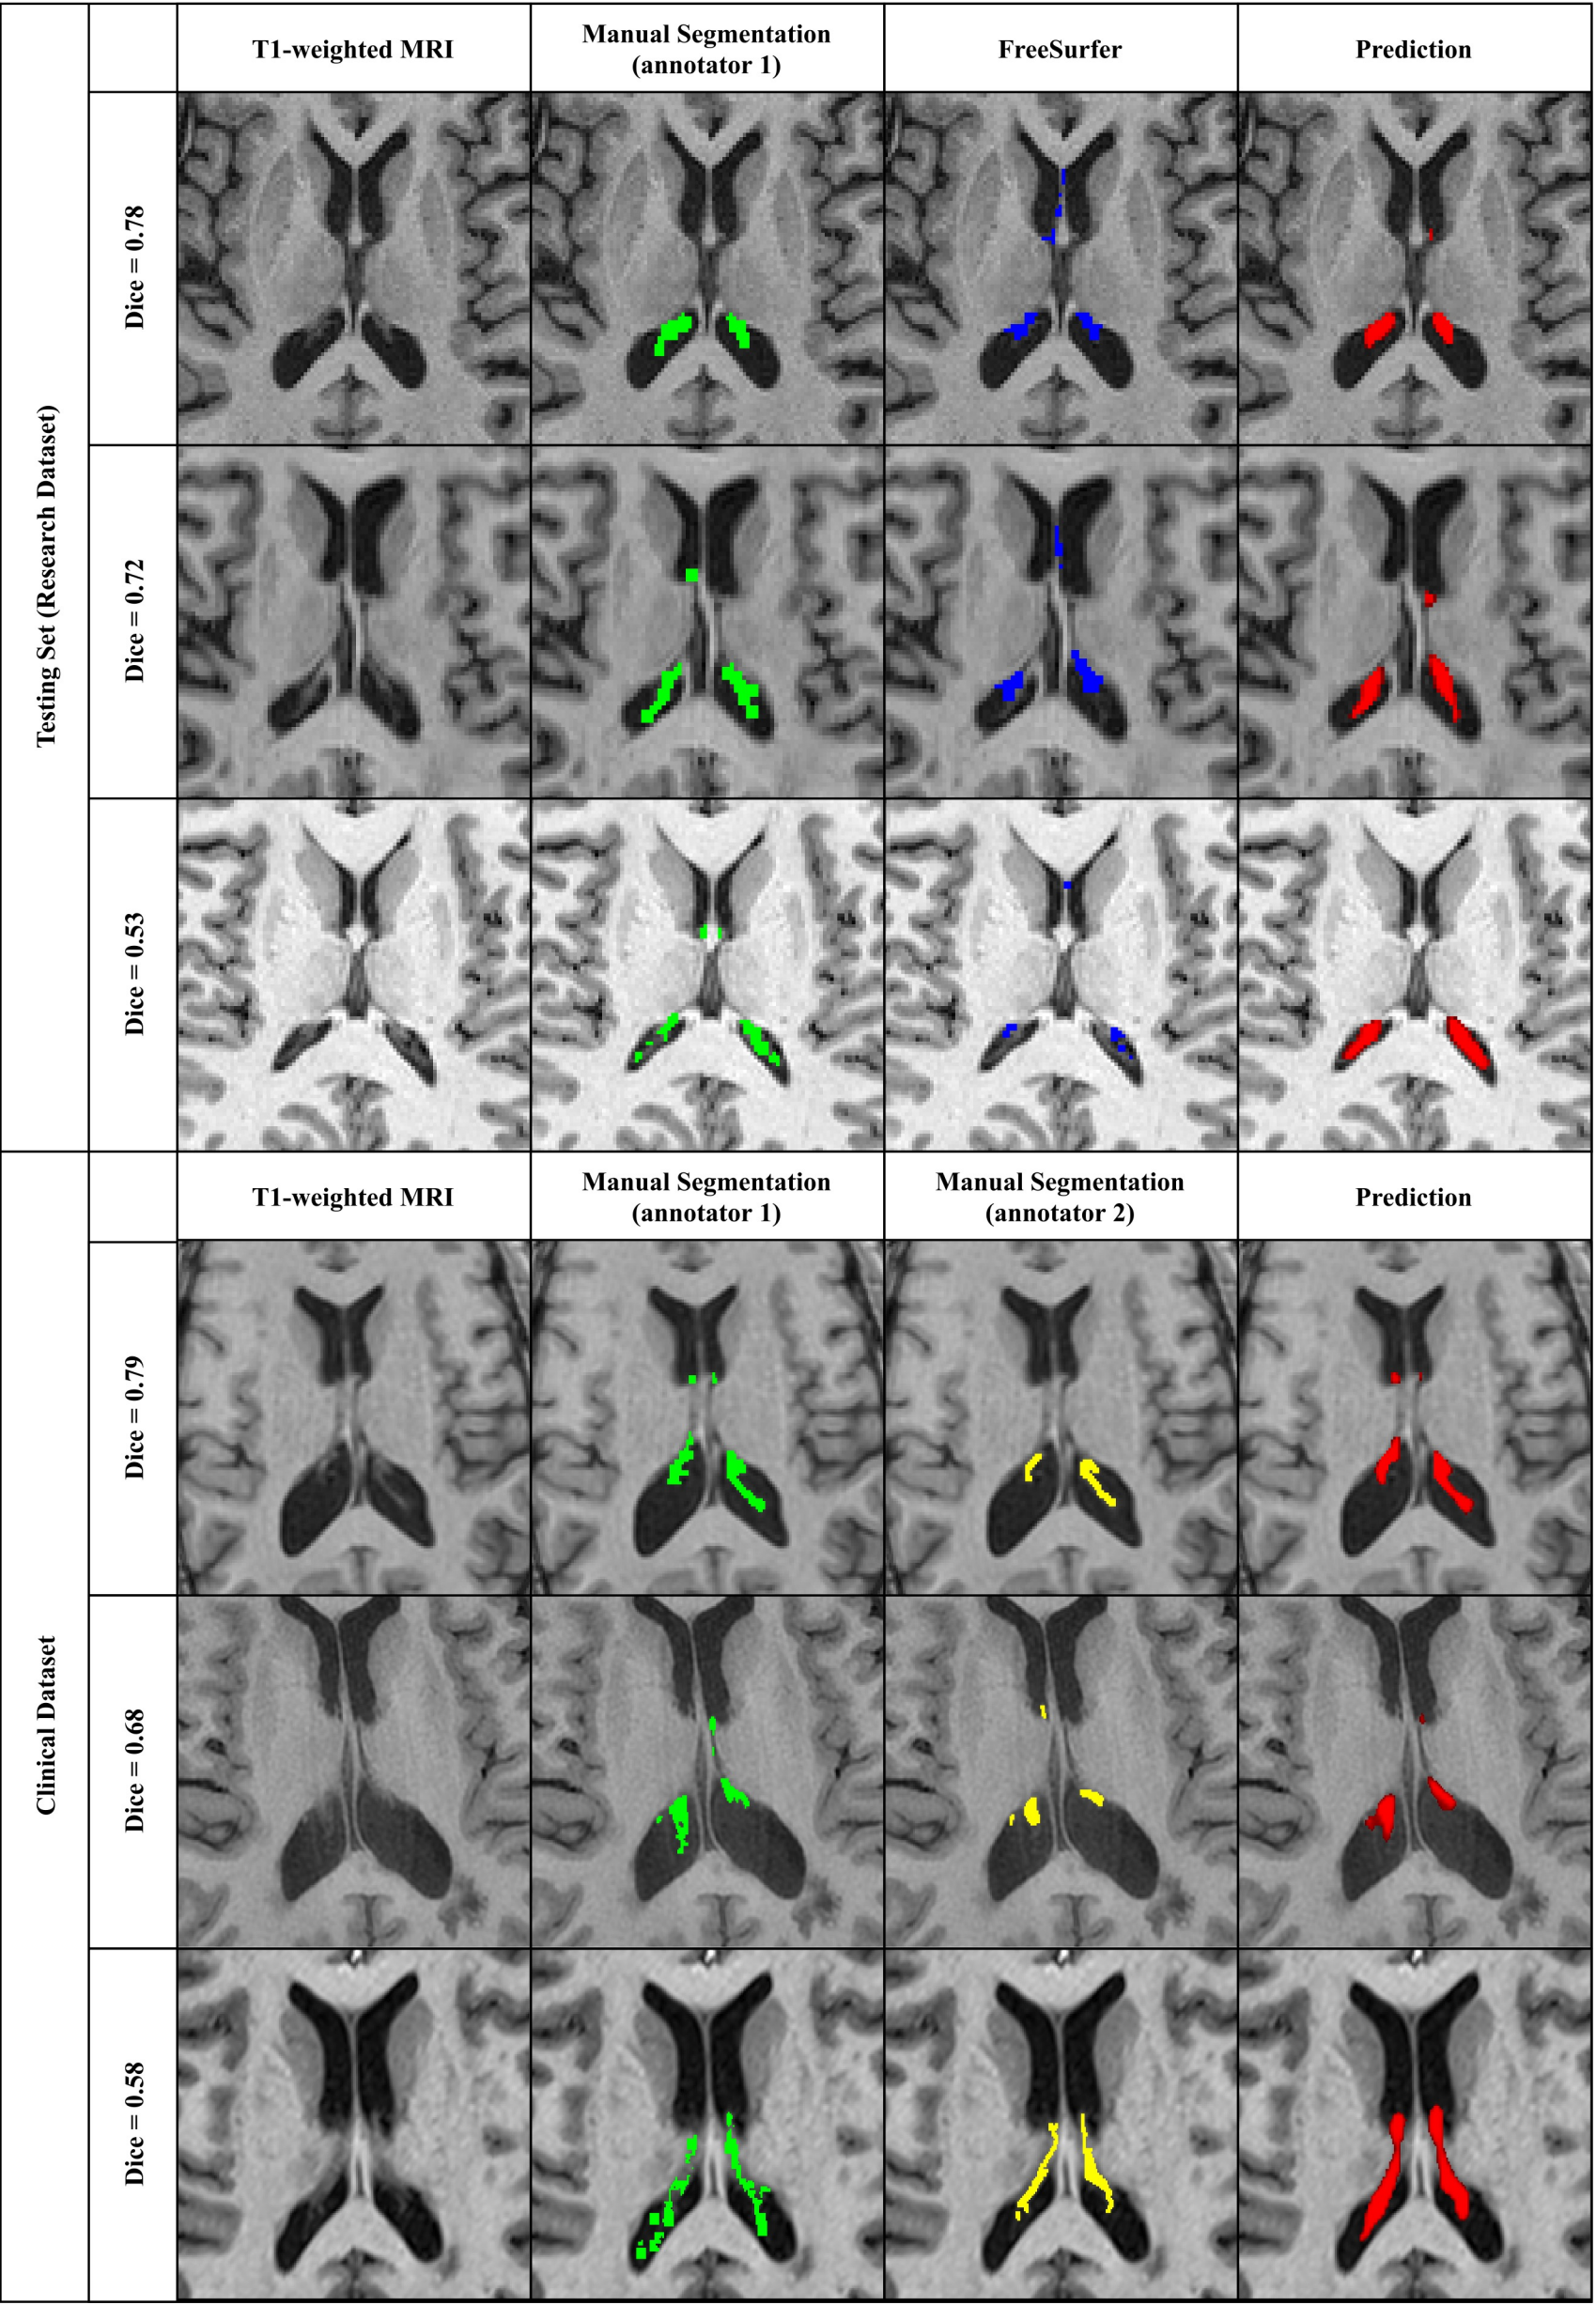 T1-weighted MRI
Manual Segmentation
(annotator 1)
FreeSurfer
Prediction
Testing Set (Research Dataset)
Dice = 0.78
Dice = 0.72
Dice = 0.53
T1-weighted MRI
Manual Segmentation
(annotator 1)
Manual Segmentation
(annotator 2)
Prediction
Clinical Dataset
Dice = 0.79
Dice = 0.68
Dice = 0.58